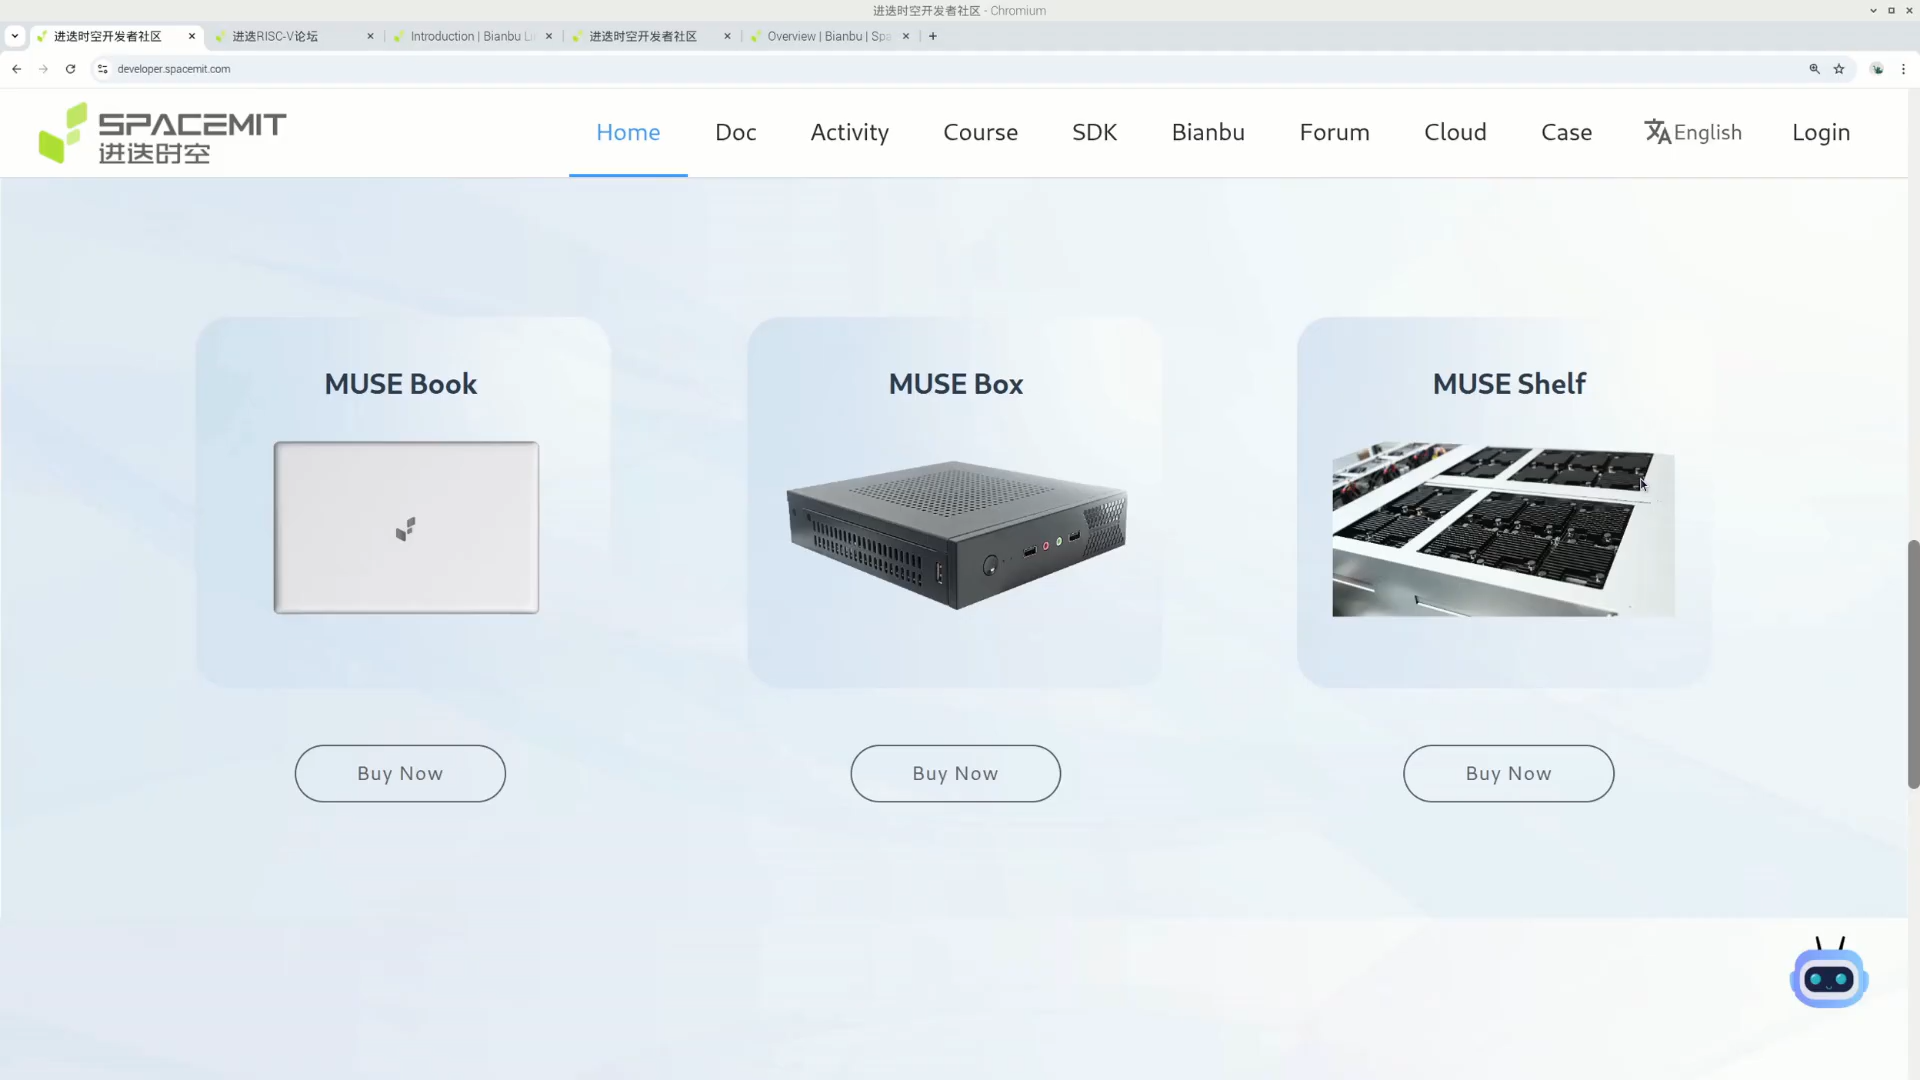 进迭时空开发者社区 - Chromium
进迭时空开发者社区
进迭RISC-V论坛
Introduction | Bianbu Li
进迭时空开发者社区
Overview | Bianbu | Spa
developer.spacemit.com
SPACEMIT
进迭时空
Home
Doc
Activity
Course
SDK
Bianbu
Forum
Cloud
Case
English
Login
MUSE Book
MUSE Box
MUSE Shelf
Buy Now
Buy Now
Buy Now